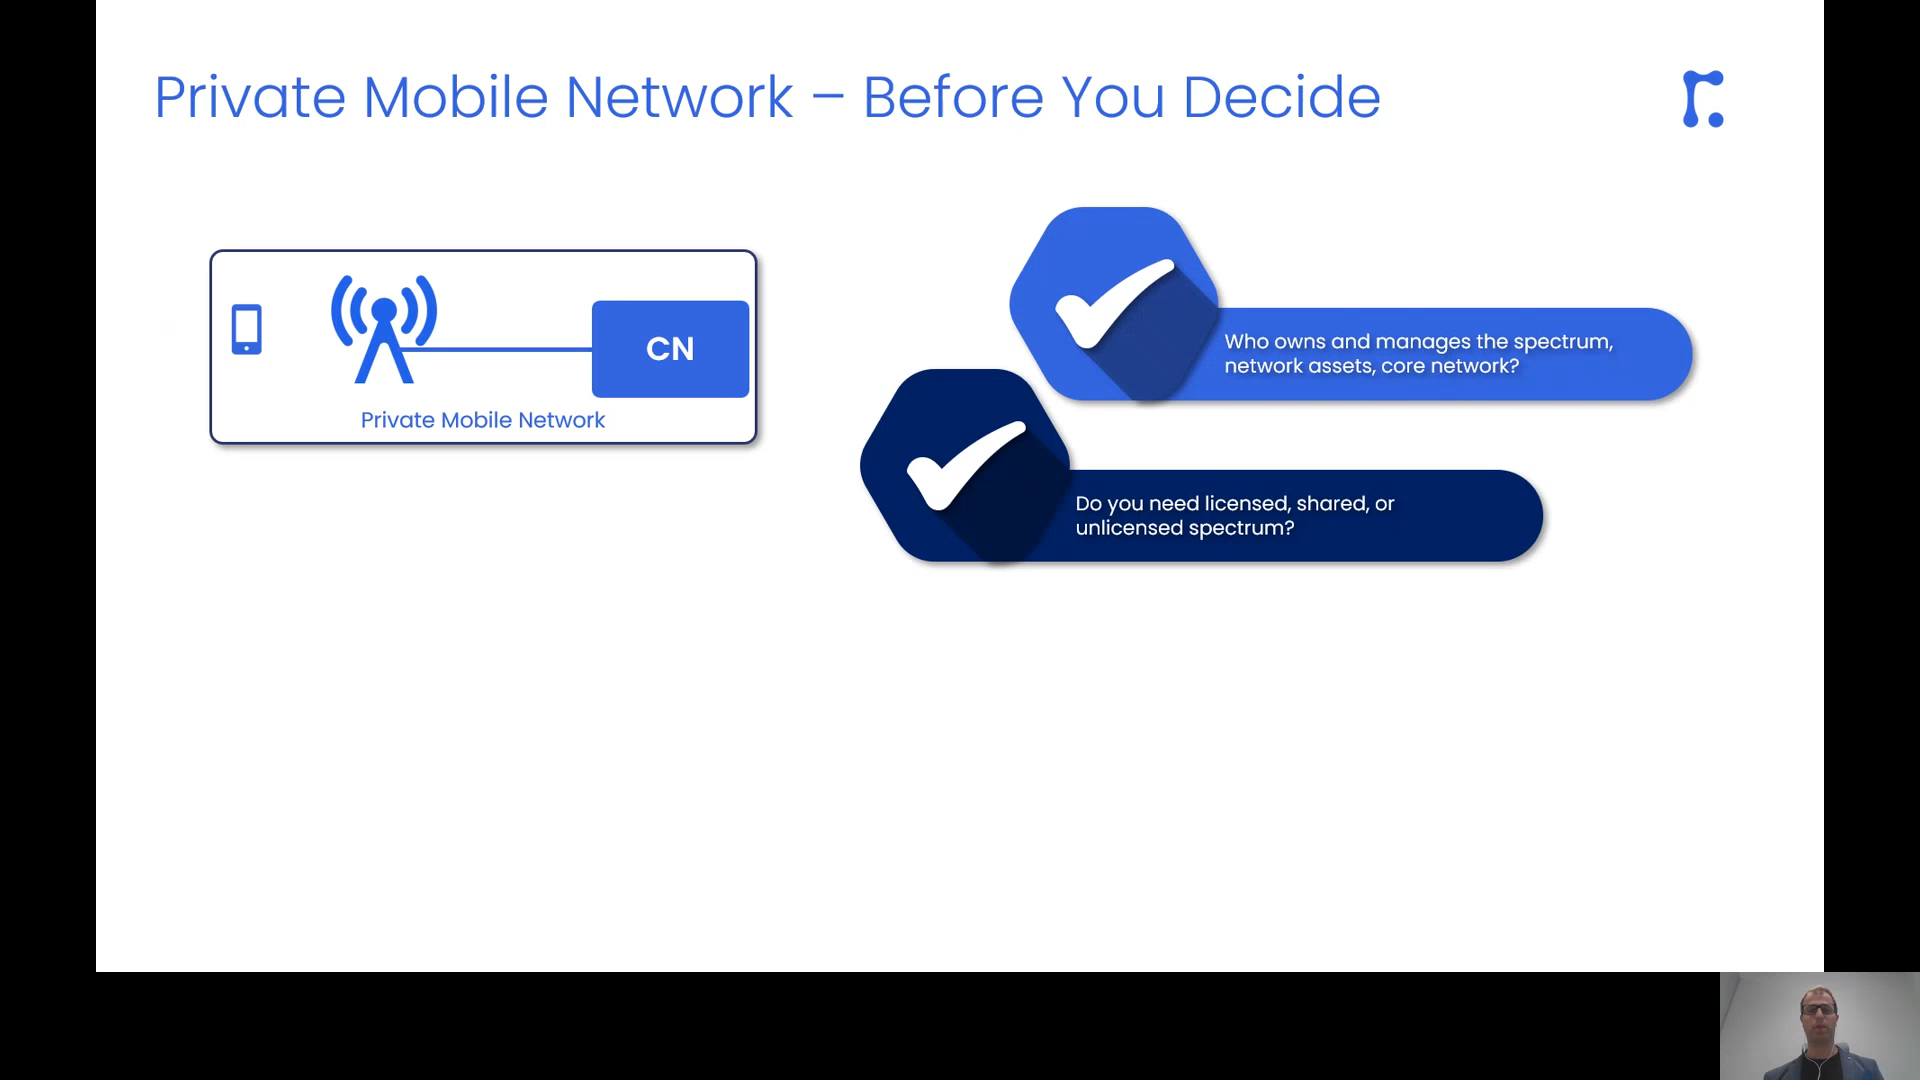 Private Mobile Network – Before You Decide
CN
Private Mobile Network
Who owns and manages the spectrum,
network assets, core network?
Do you need licensed, shared, or
unlicensed spectrum?